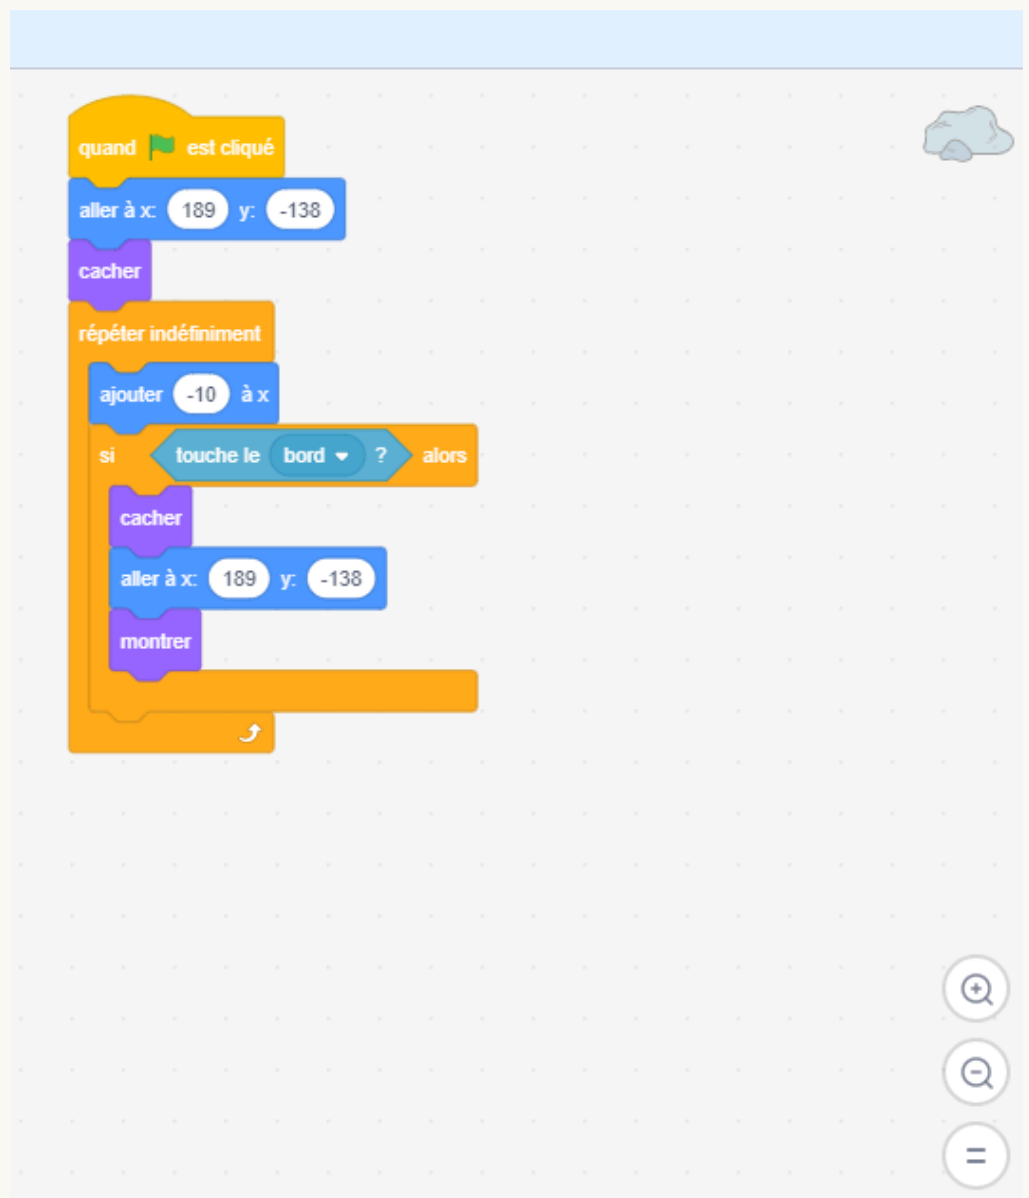 quand est cliqué
aller à x: 189 y: -138
cacher
répéter indéfiniment
ajouter -10 à x
si touche le bord ? alors
cacher
aller à x: 189 y: -138
montrer